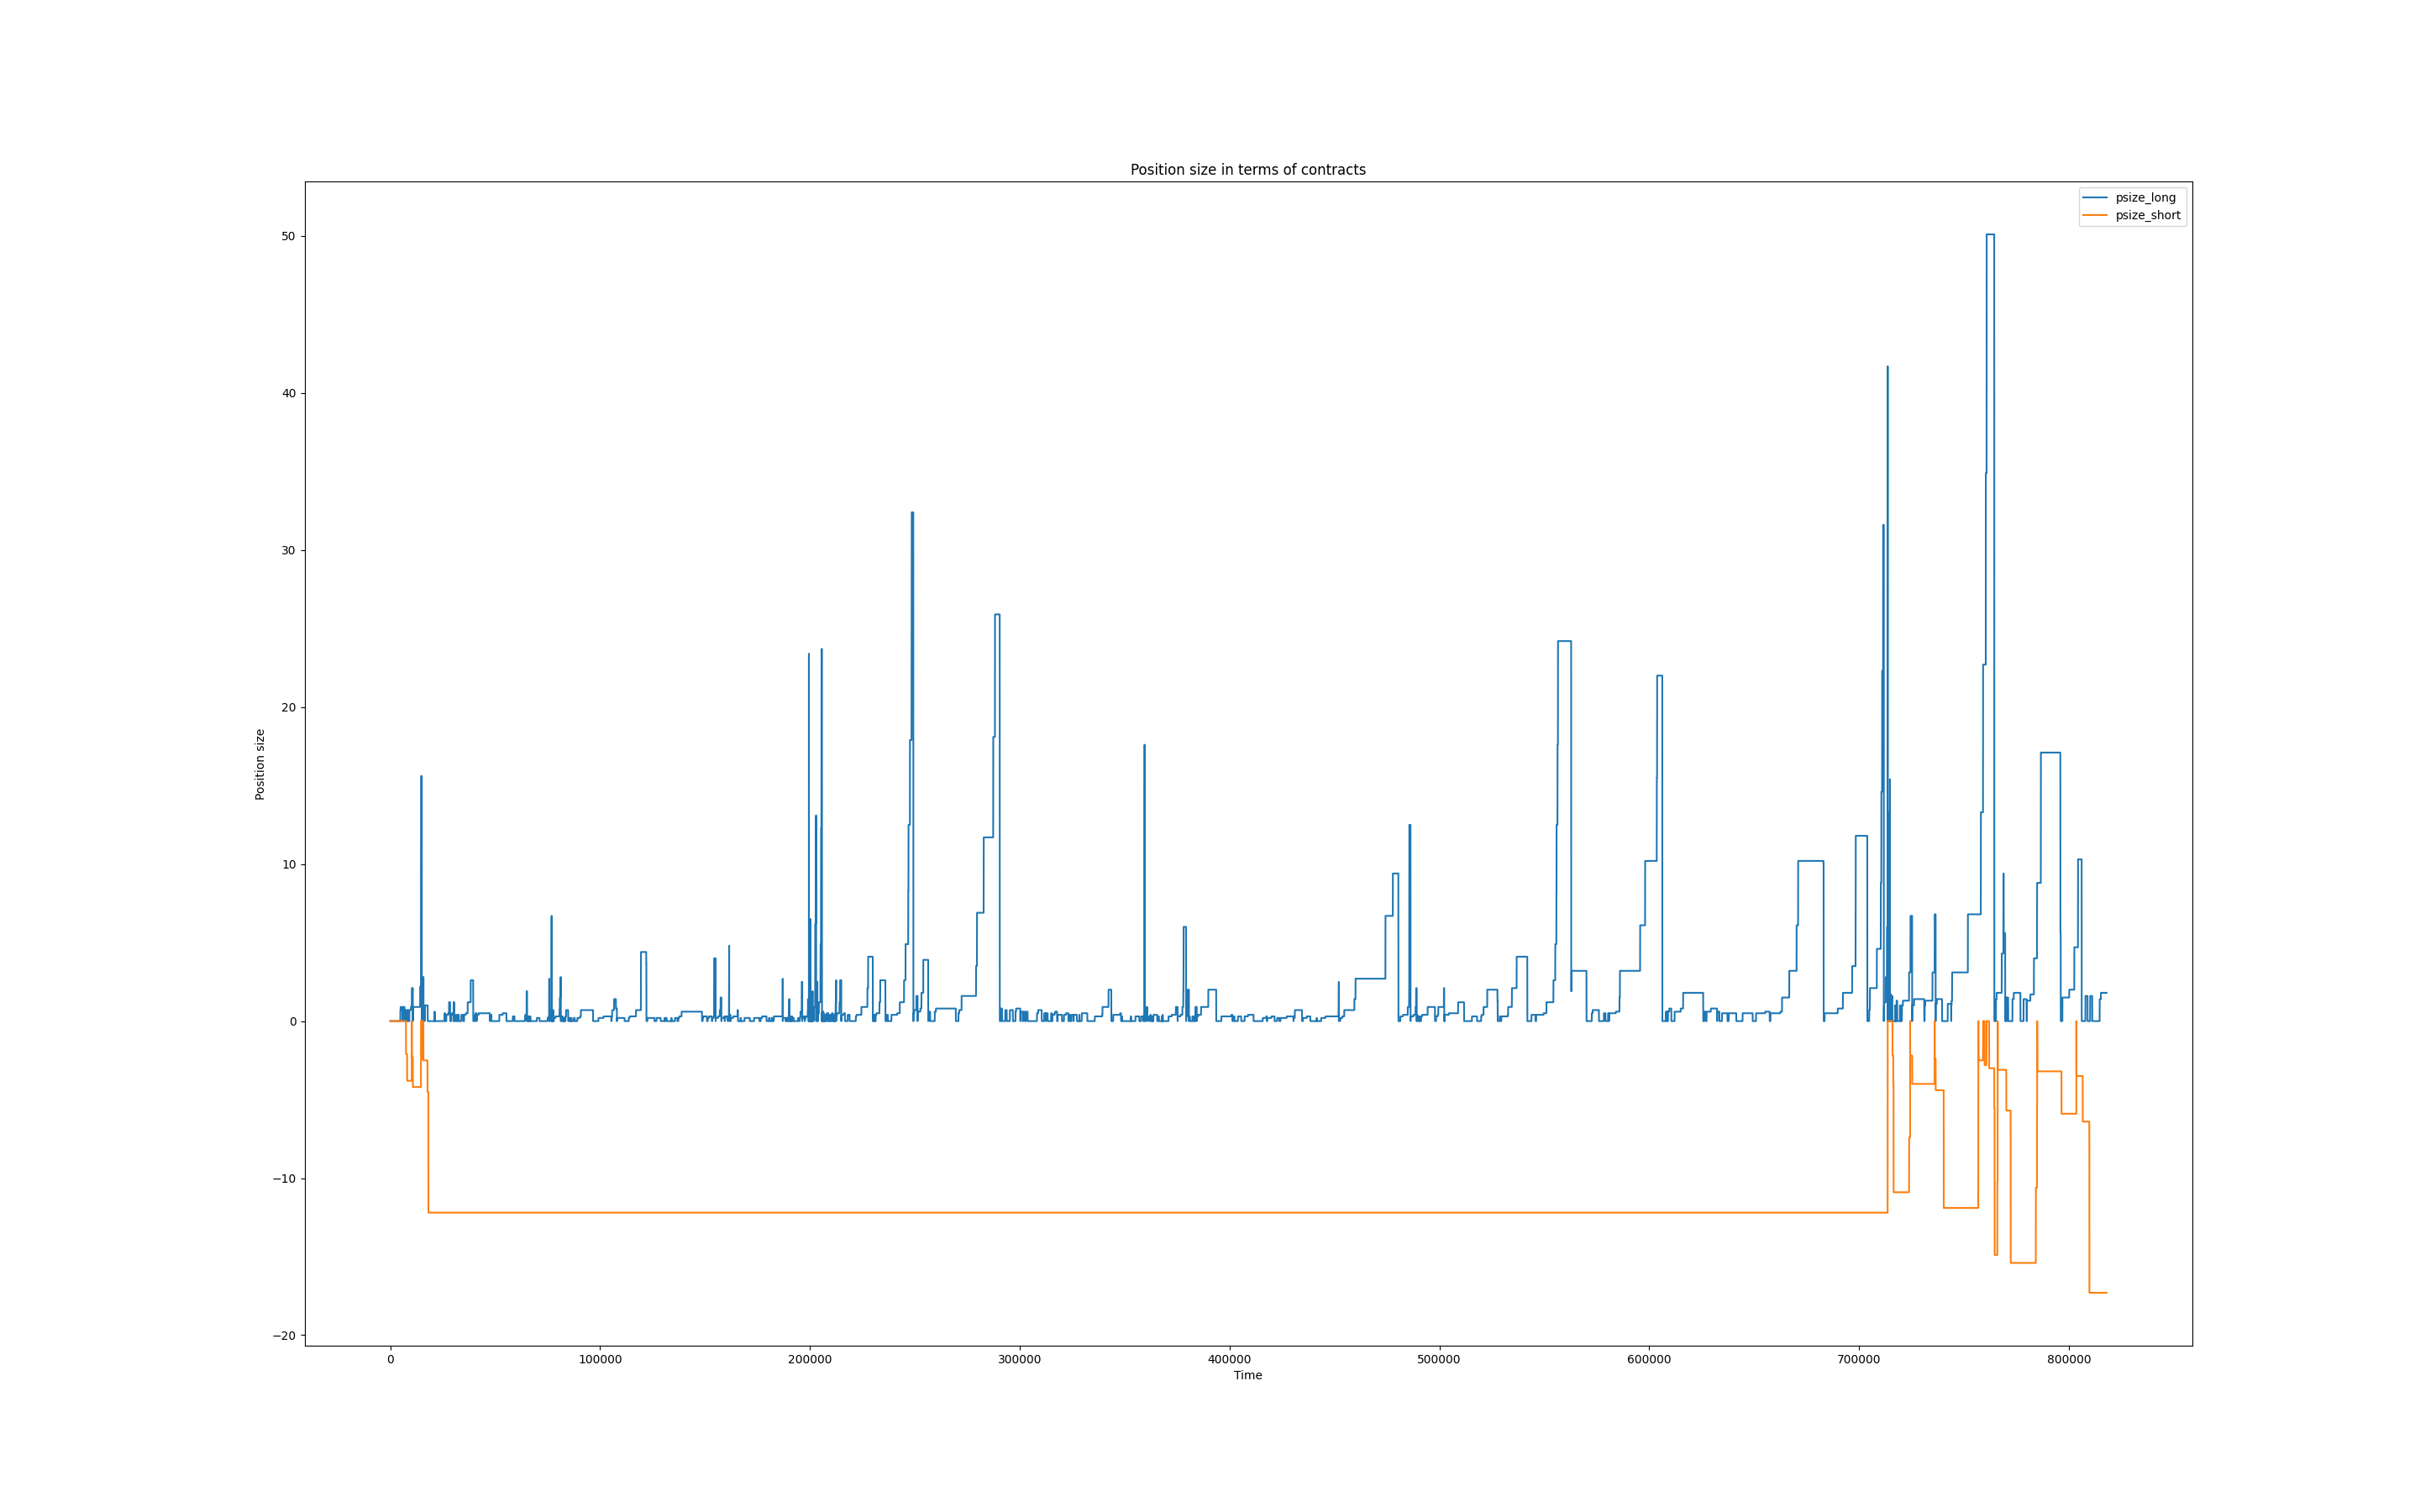 Position size in terms of contracts
psize_long
psize_short
Position size
50
40
30
20
10
0
−10
−20
0 100000 200000 300000 400000 500000 600000 700000 800000
Time